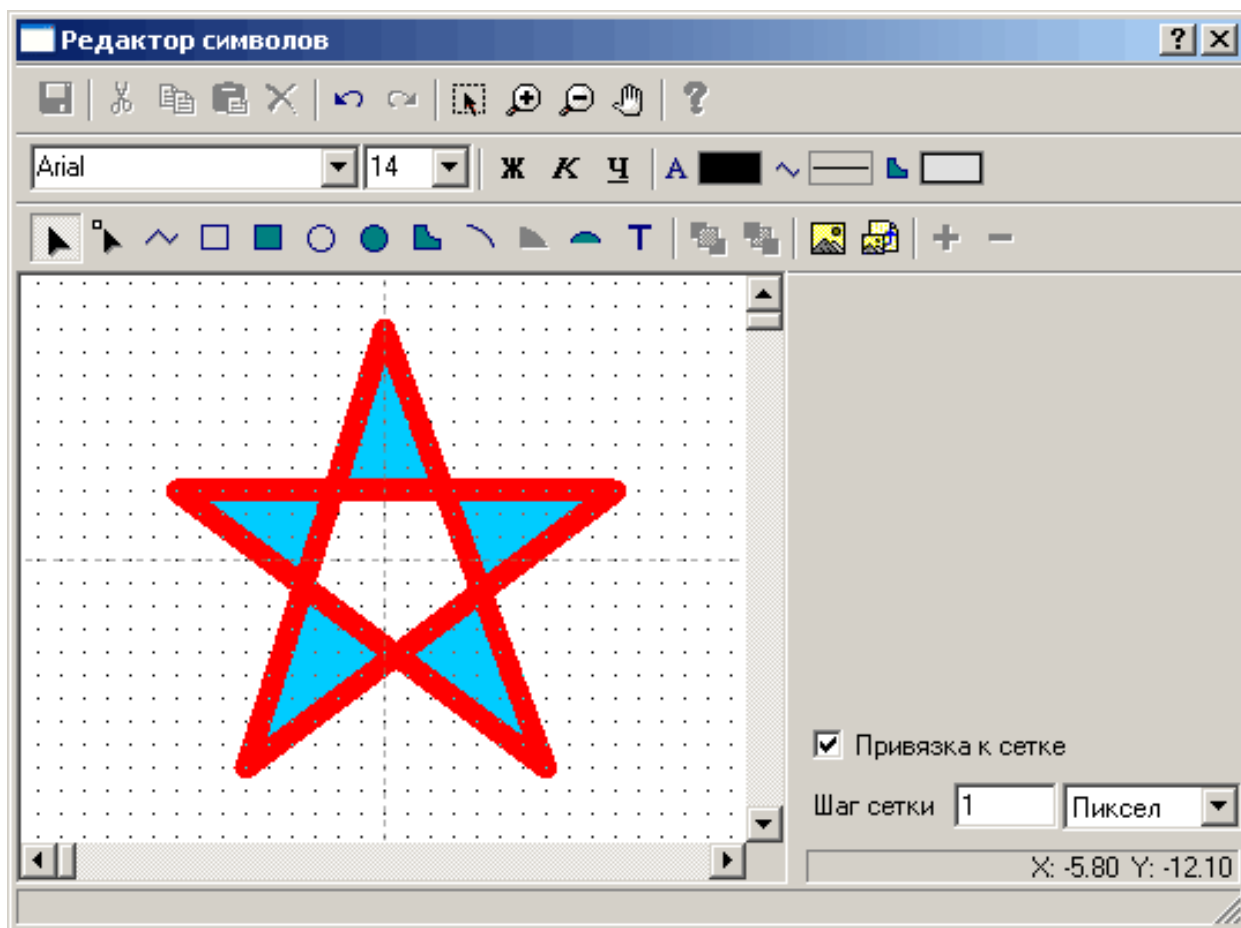 Редактор символов
Arial 14 Ж К Ч А
T
Привязка к сетке
Шаг сетки 1 Пиксел
X: -5.80 Y: -12.10